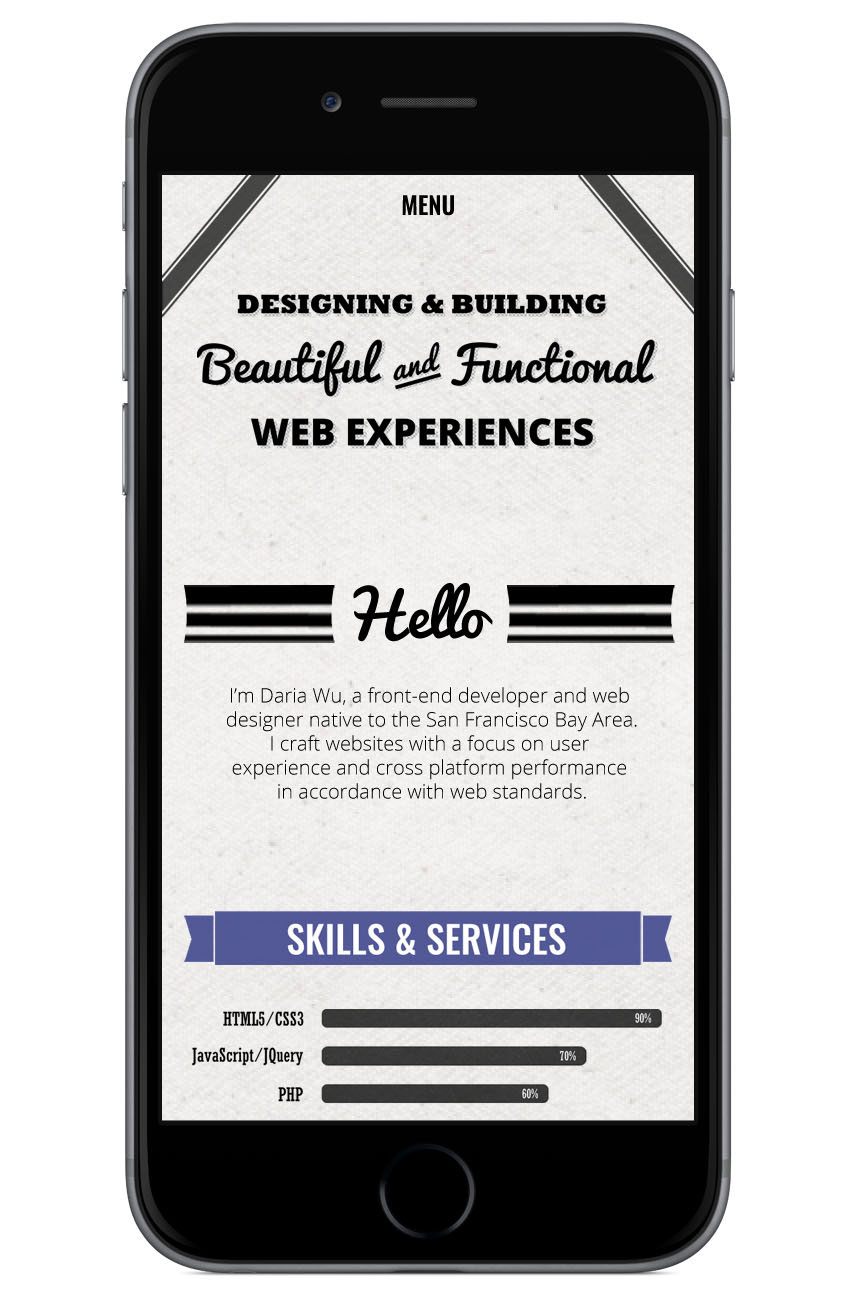 MENU
DESIGNING & BUILDING
Beautiful and Functional
WEB EXPERIENCES
Hello
I’m Daria Wu, a front-end developer and web
designer native to the San Francisco Bay Area.
I craft websites with a focus on user
experience and cross platform performance
in accordance with web standards.
SKILLS & SERVICES
HTML5/CSS3 90%
JavaScript/JQuery 70%
PHP 60%